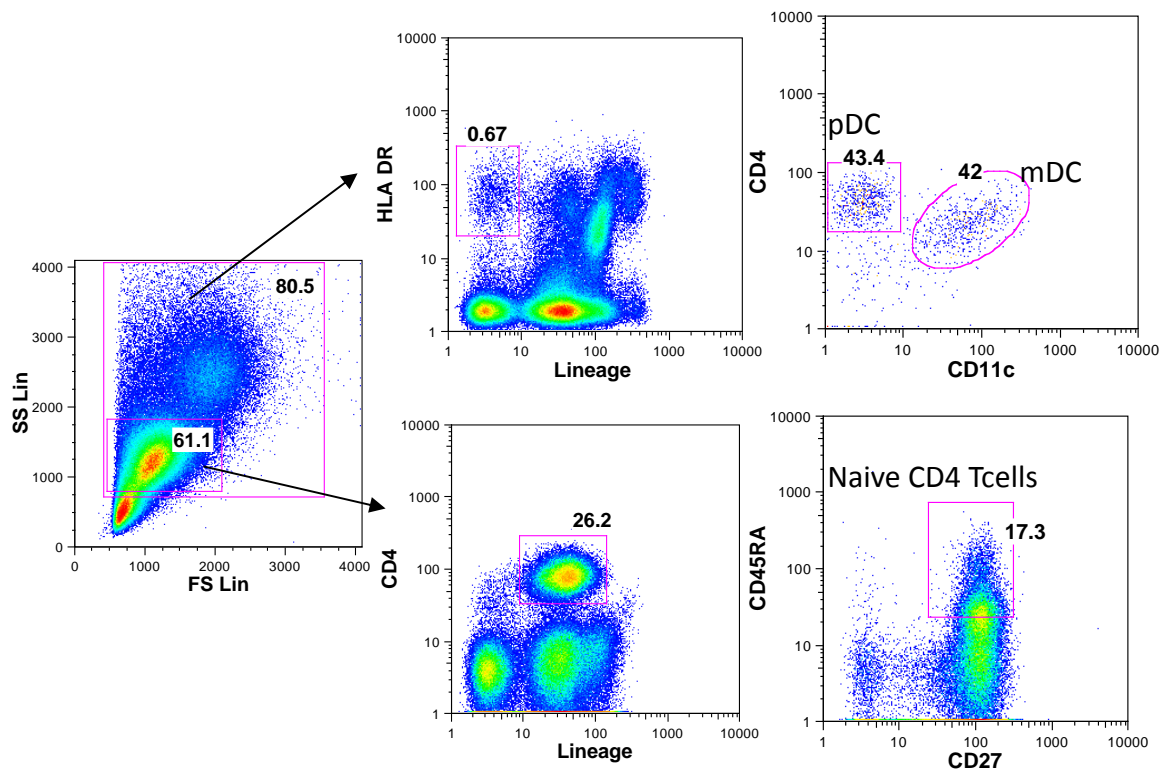 10000
1000
100
10
1
HLA DR
0.67
1 10 100 1000 10000
Lineage
10000
1000
100
10
1
CD4
pDC
43.4
42
mDC
1 10 100 1000 10000
CD11c
4000
3000
2000
1000
0
SS Lin
80.5
61.1
0 1000 2000 3000 4000
FS Lin
10000
1000
100
10
1
CD4
26.2
1 10 100 1000 10000
Lineage
10000
1000
100
10
1
CD45RA
Naive CD4 Tcells
17.3
1 10 100 1000 10000
CD27